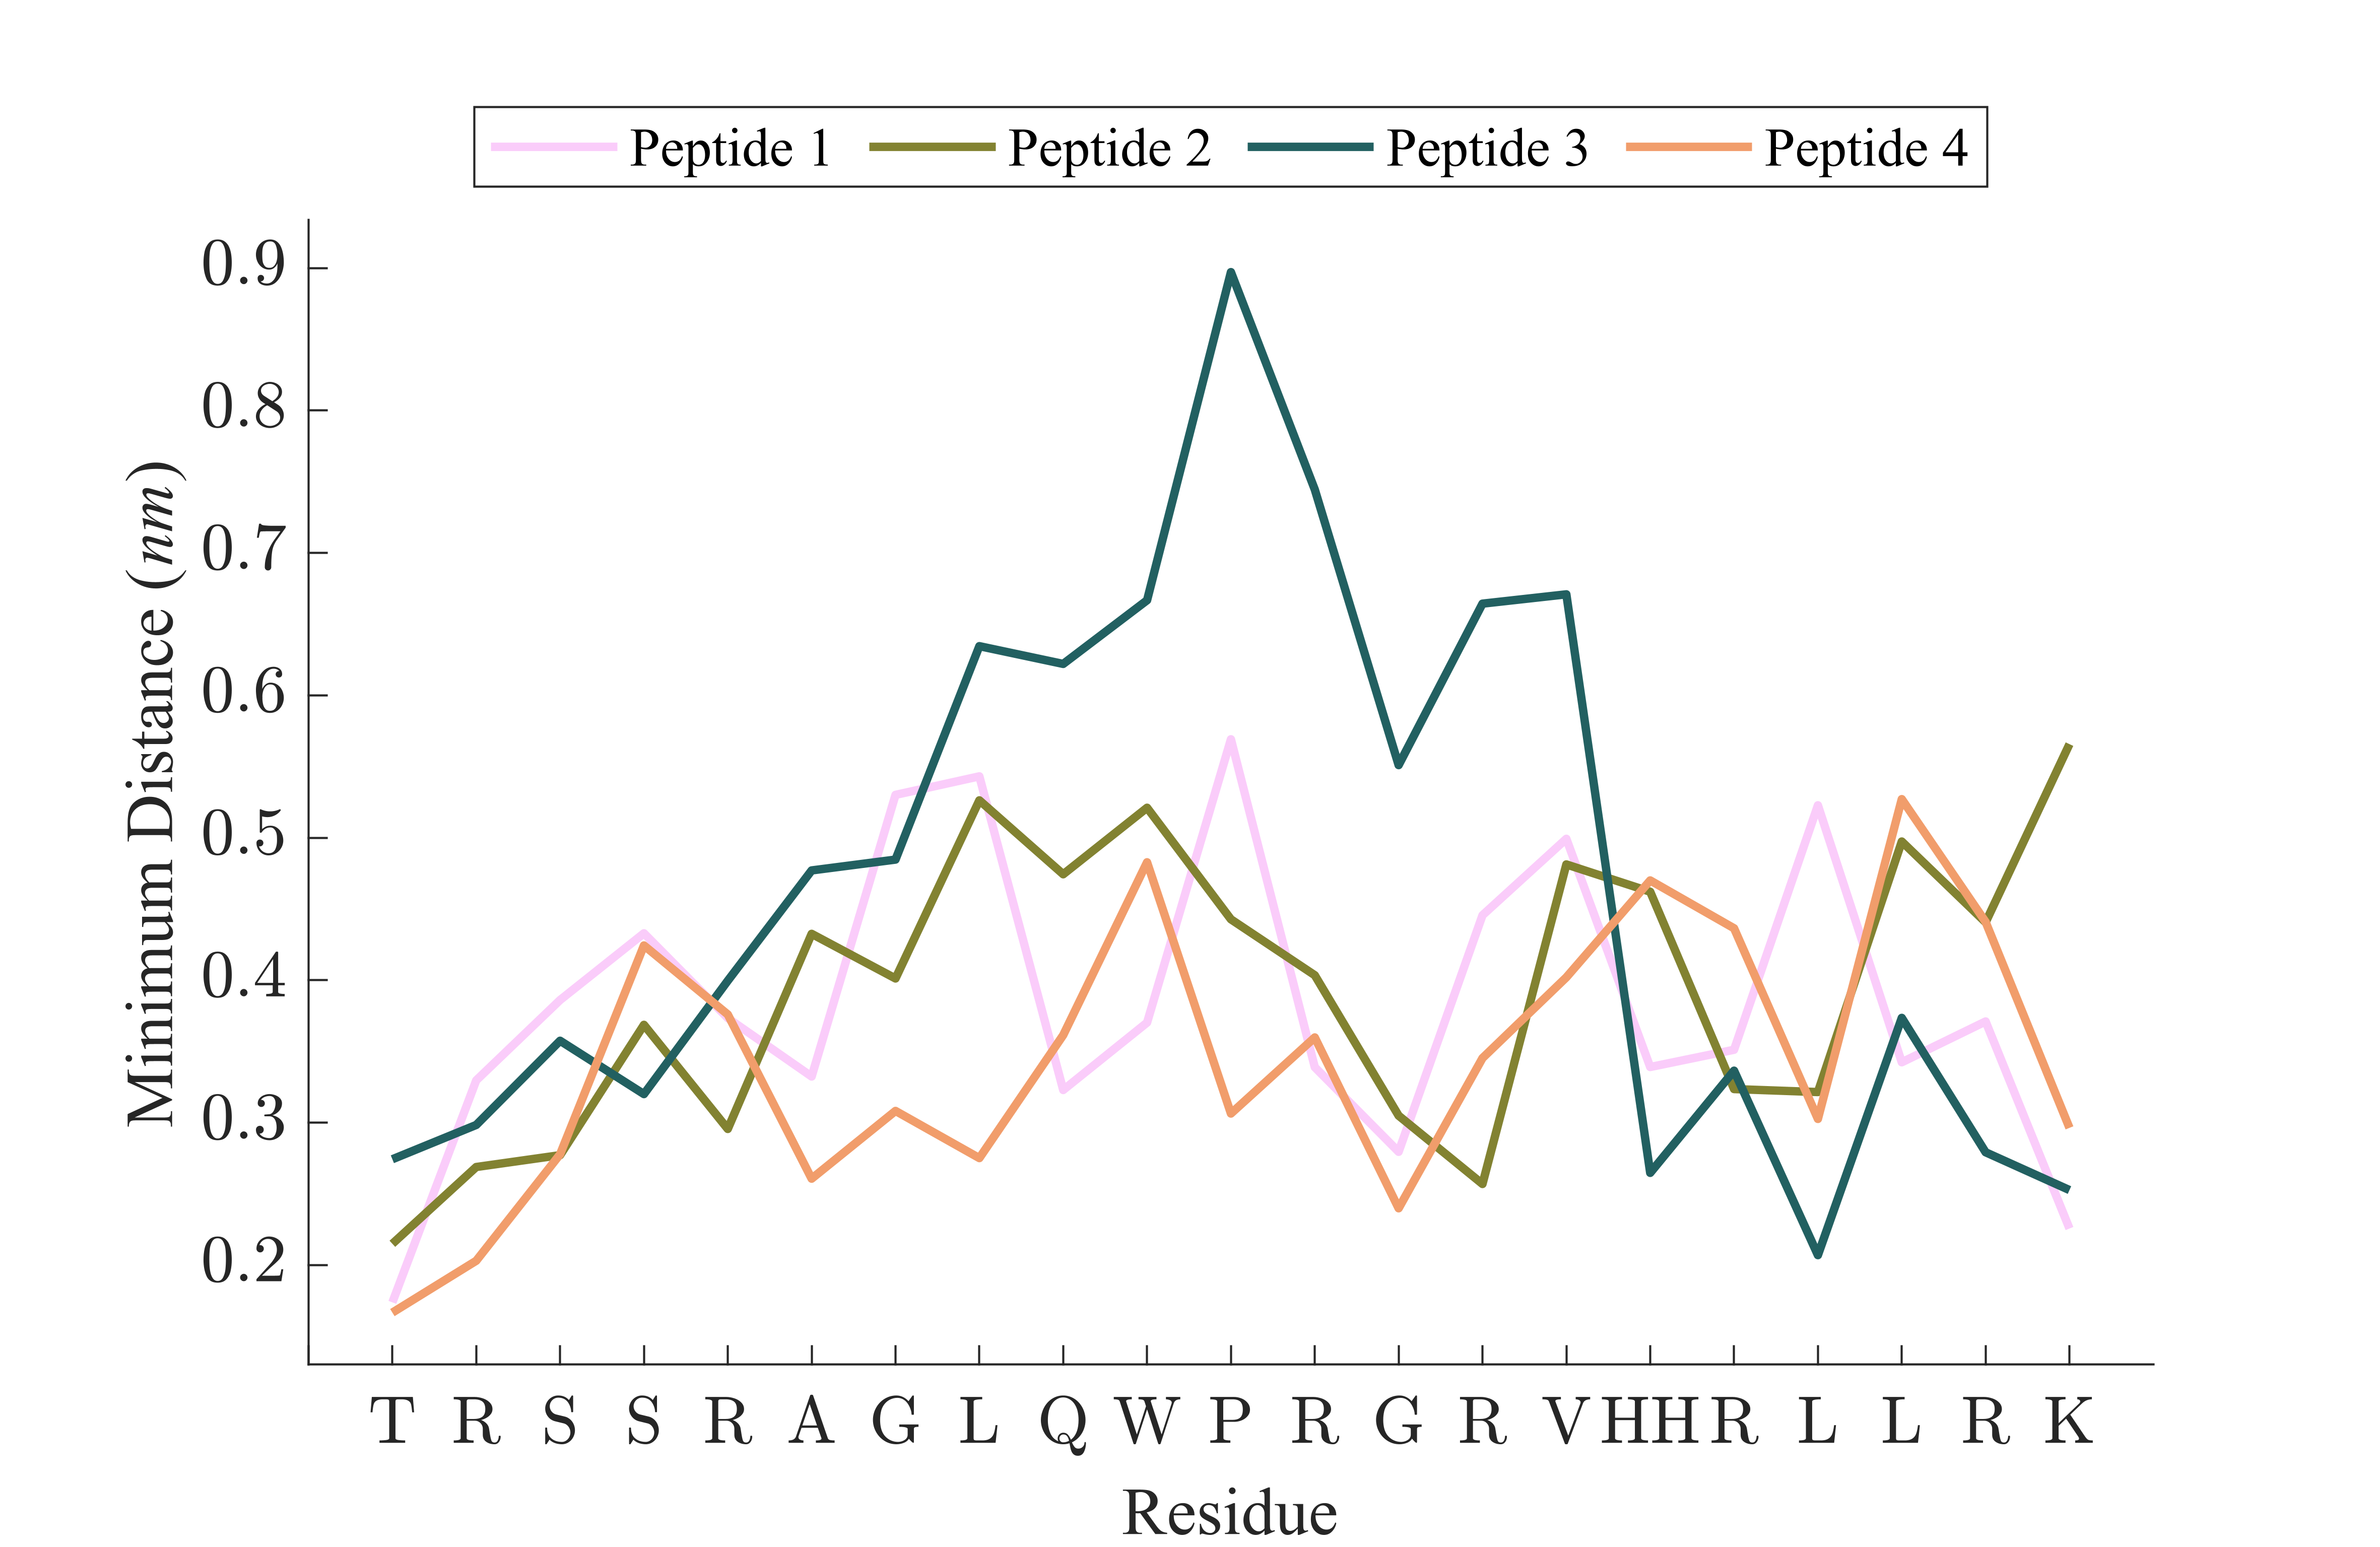 Peptide 1 Peptide 2 Peptide 3 Peptide 4
Minimum Distance (nm)
0.9
0.8
0.7
0.6
0.5
0.4
0.3
0.2
T R S S R A G L Q W P R G R V HHH R L L R K
Residue